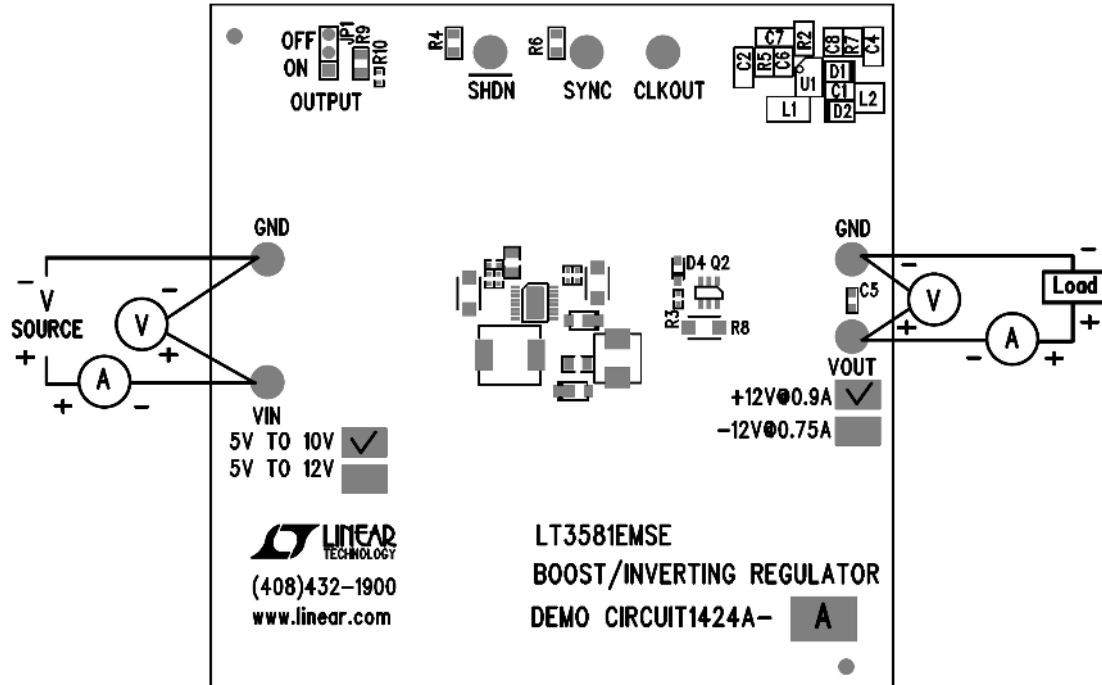 OFF
ON
JP1
R9
R10
OUTPUT
R4
SHDN
R6
SYNC
CLKOUT
C2
C7
R5
C6
R2
U1
L1
C8
R7
C4
D1
C1
D2
L2
GND
- V
SOURCE
+
-
V
+
A
+ -
VIN
5V TO 10V ✓
5V TO 12V
D4 Q2
R3
R8
GND
C5
-
V
+
-
Load
+
A
- +
VOUT
+12V@0.9A ✓
-12V@0.75A
LINEAR
TECHNOLOGY
(408)432-1900
www.linear.com
LT3581EMSE
BOOST/INVERTING REGULATOR
DEMO CIRCUIT1424A- A